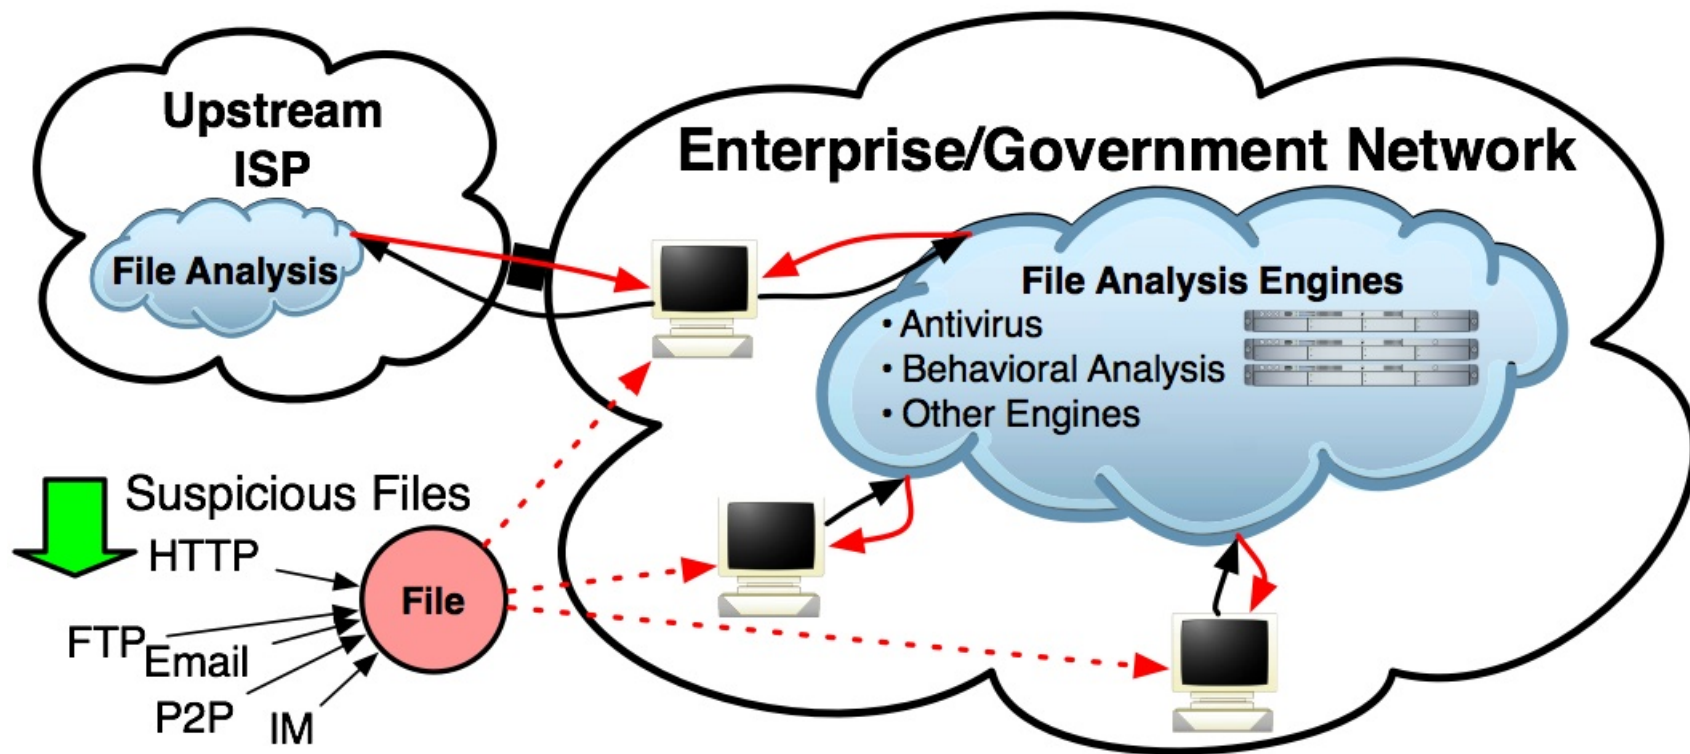 Upstream
ISP
File Analysis
Enterprise/Government Network
File Analysis Engines
• Antivirus
• Behavioral Analysis
• Other Engines
Suspicious Files
HTTP
FTP
Email
P2P
IM
File